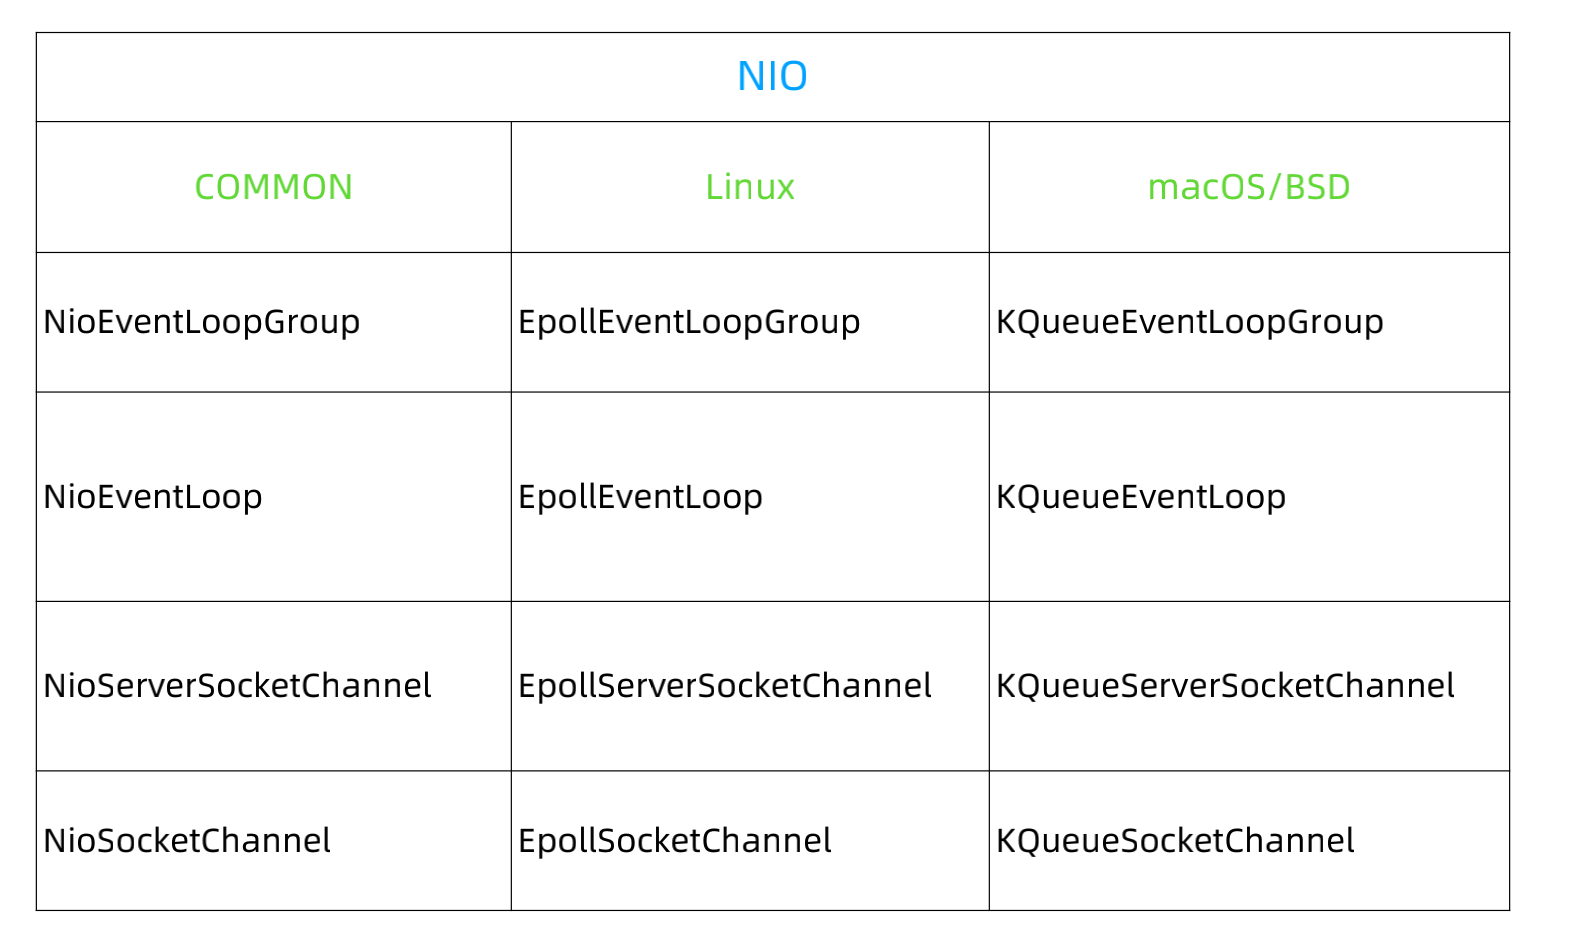 NIO
COMMON
Linux
macOS/BSD
NioEventLoopGroup
EpollEventLoopGroup
KQueueEventLoopGroup
NioEventLoop
EpollEventLoop
KQueueEventLoop
NioServerSocketChannel
EpollServerSocketChannel
KQueueServerSocketChannel
NioSocketChannel
EpollSocketChannel
KQueueSocketChannel